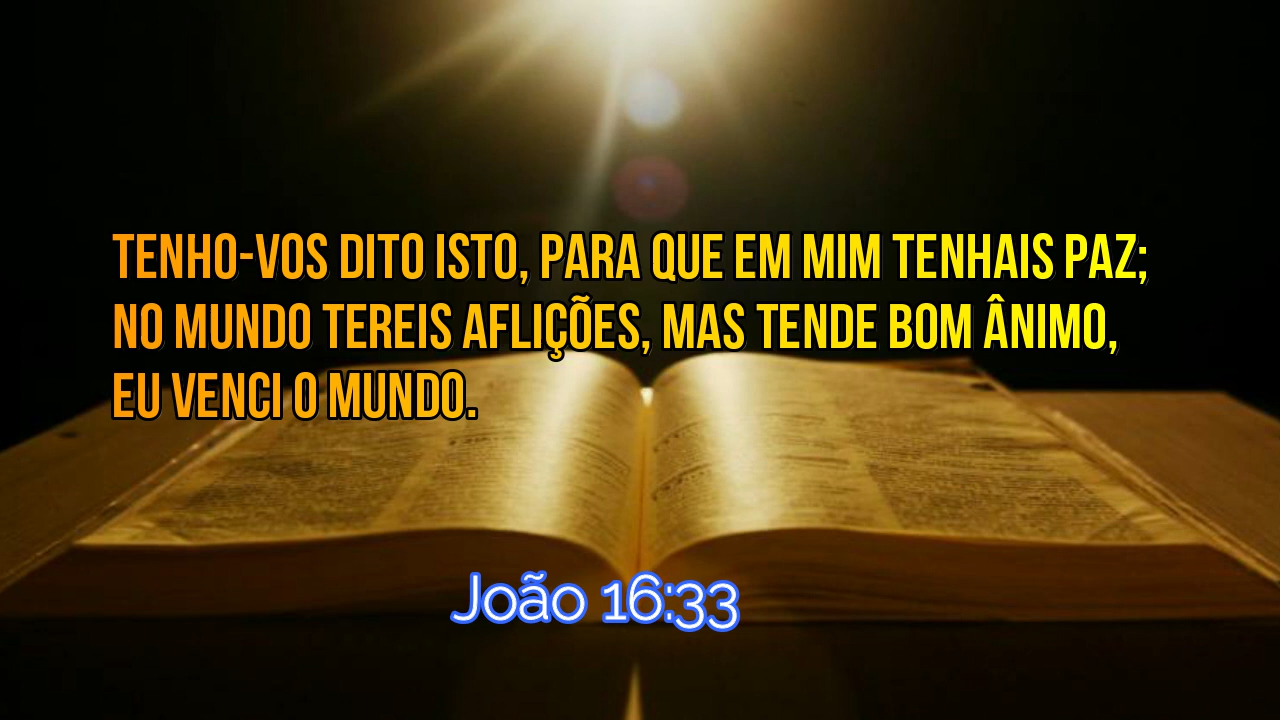 TENHO-VOS DITO ISTO, PARA QUE EM MIM TENHAIS PAZ;
NO MUNDO TEREIS AFLIÇÕES, MAS TENDE BOM ÂNIMO,
EU VENCI O MUNDO.
João 16:33